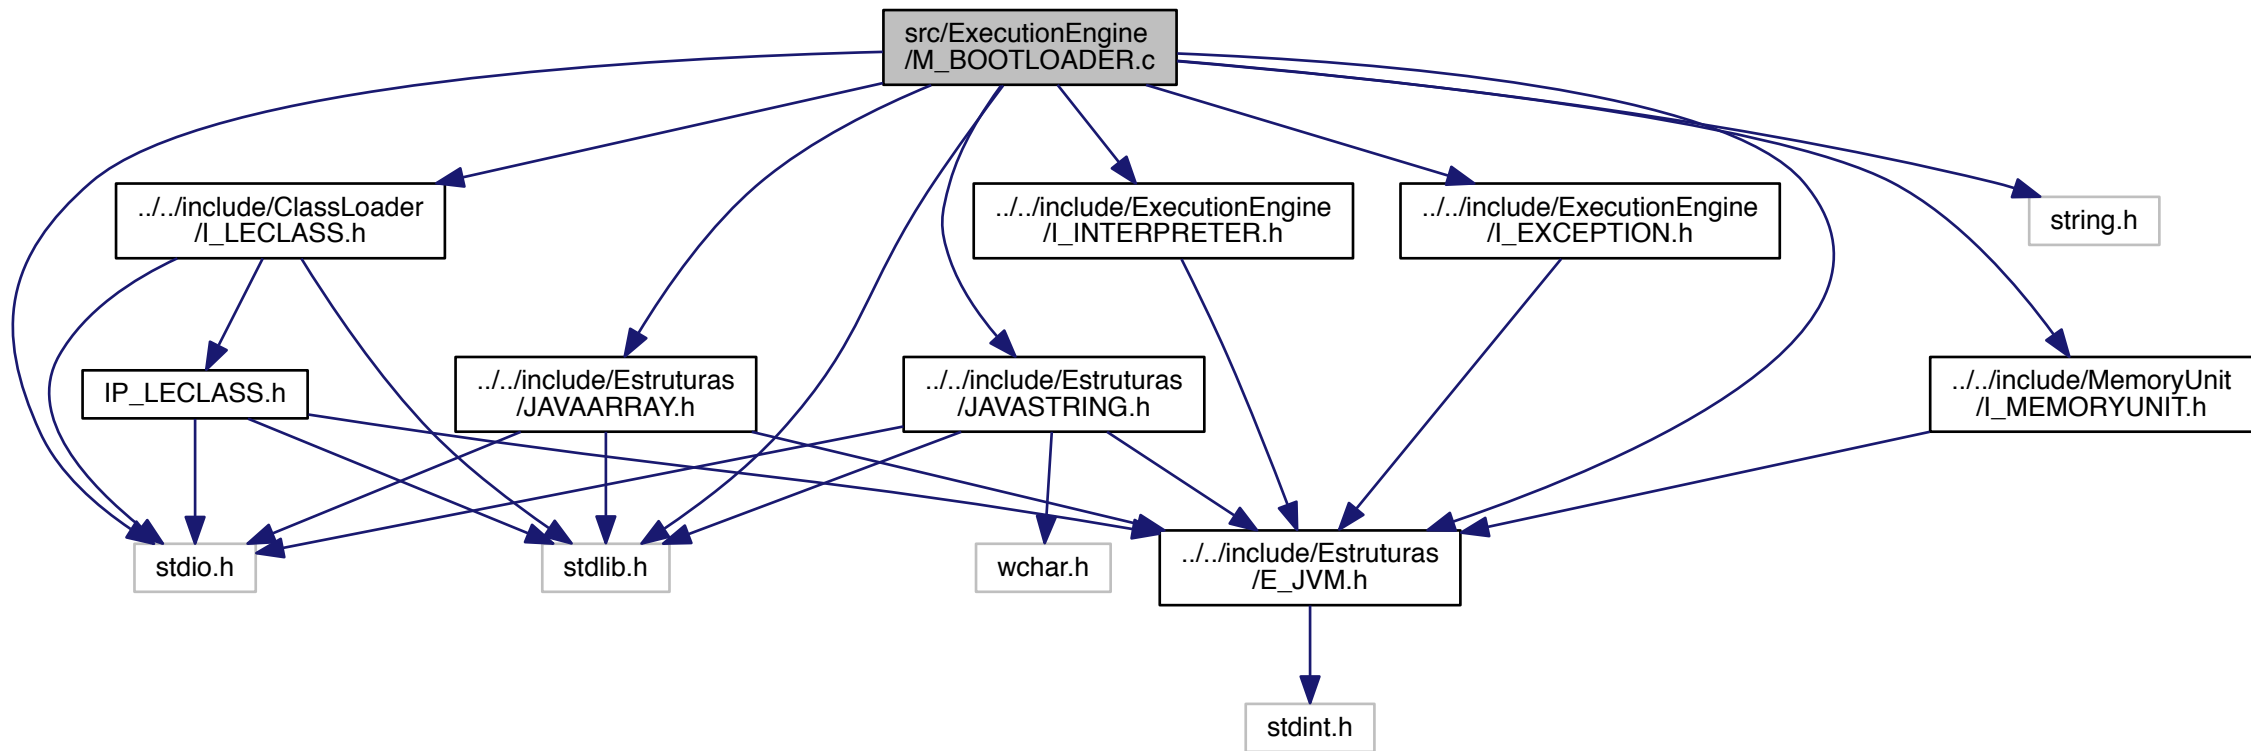 src/ExecutionEngine
/M_BOOTLOADER.c
../../include/ClassLoader
/I_LECLASS.h
../../include/ExecutionEngine
/I_INTERPRETER.h
../../include/ExecutionEngine
/I_EXCEPTION.h
string.h
IP_LECLASS.h
../../include/Estruturas
/JAVAARRAY.h
../../include/Estruturas
/JAVASTRING.h
../../include/MemoryUnit
/I_MEMORYUNIT.h
stdio.h
stdlib.h
wchar.h
../../include/Estruturas
/E_JVM.h
stdint.h